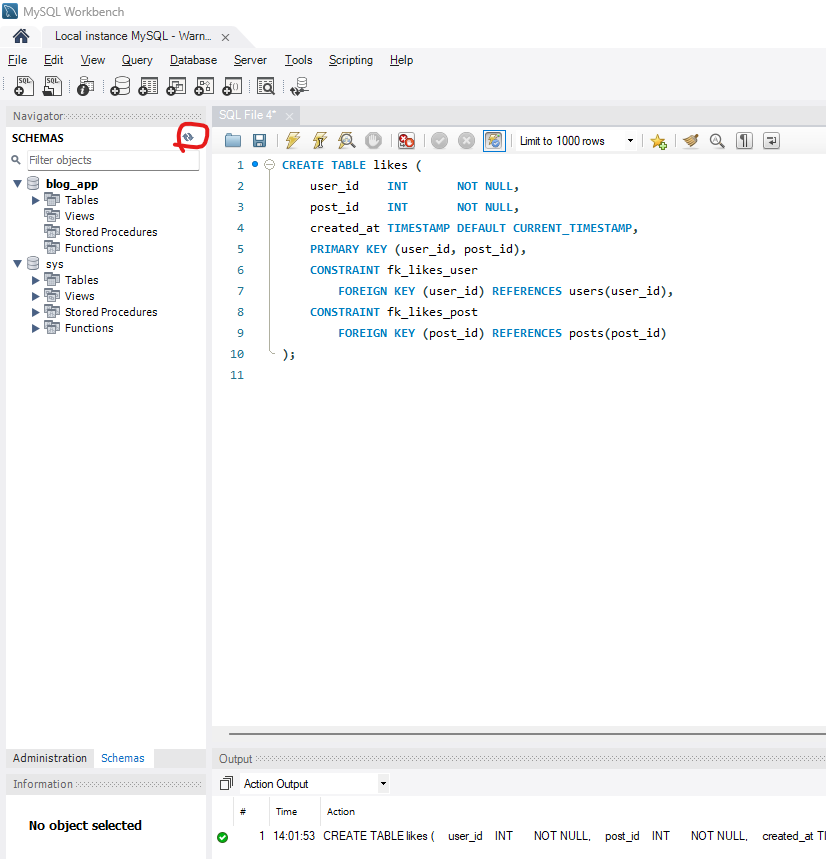 MySQL Workbench
Local instance MySQL - Warn... ×
File Edit View Query Database Server Tools Scripting Help
Navigator
SCHEMAS
Filter objects
blog_app
Tables
Views
Stored Procedures
Functions
sys
Tables
Views
Stored Procedures
Functions
Administration Schemas
Information
No object selected
SQL File 4* ×
Limit to 1000 rows
1 CREATE TABLE likes (
2 user_id INT NOT NULL,
3 post_id INT NOT NULL,
4 created_at TIMESTAMP DEFAULT CURRENT_TIMESTAMP,
5 PRIMARY KEY (user_id, post_id),
6 CONSTRAINT fk_likes_user
7 FOREIGN KEY (user_id) REFERENCES users(user_id),
8 CONSTRAINT fk_likes_post
9 FOREIGN KEY (post_id) REFERENCES posts(post_id)
10 );
11
Output
Action Output
# Time Action
1 14:01:53 CREATE TABLE likes ( user_id INT NOT NULL, post_id INT NOT NULL, created_at TI